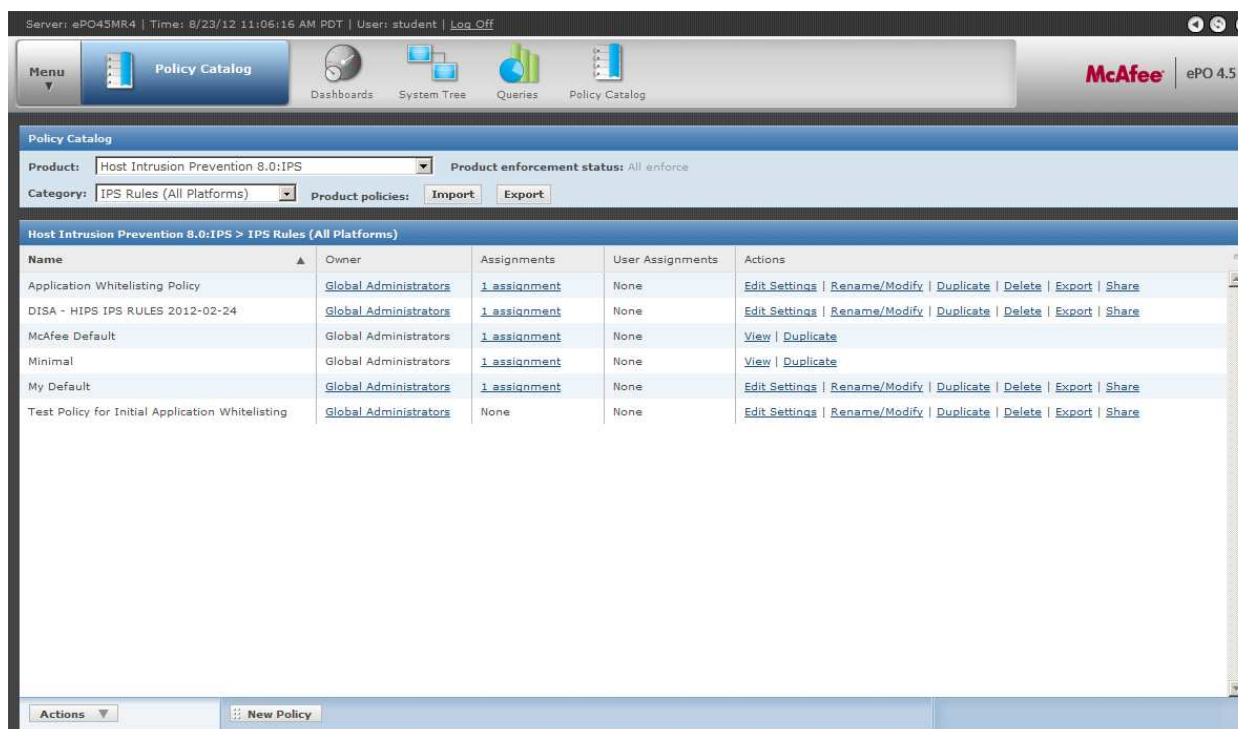 Server: ePO45MR4 | Time: 8/23/12 11:06:16 AM PDT | User: student | Log Off
Menu
Policy Catalog
Dashboards
System Tree
Queries
Policy Catalog
McAfee
ePO 4.5
Policy Catalog
Product: Host Intrusion Prevention 8.0:IPS Product enforcement status: All enforce
Category: IPS Rules (All Platforms) Product policies: Import Export
Host Intrusion Prevention 8.0:IPS > IPS Rules (All Platforms)
Name Owner Assignments User Assignments Actions
Application Whitelisting Policy Global Administrators 1 assignment None Edit Settings | Rename/Modify | Duplicate | Delete | Export | Share
DISA - HIPS IPS RULES 2012-02-24 Global Administrators 1 assignment None Edit Settings | Rename/Modify | Duplicate | Delete | Export | Share
McAfee Default Global Administrators 1 assignment None View | Duplicate
Minimal Global Administrators 1 assignment None View | Duplicate
My Default Global Administrators 1 assignment None Edit Settings | Rename/Modify | Duplicate | Delete | Export | Share
Test Policy for Initial Application Whitelisting Global Administrators None None Edit Settings | Rename/Modify | Duplicate | Delete | Export | Share
Actions New Policy